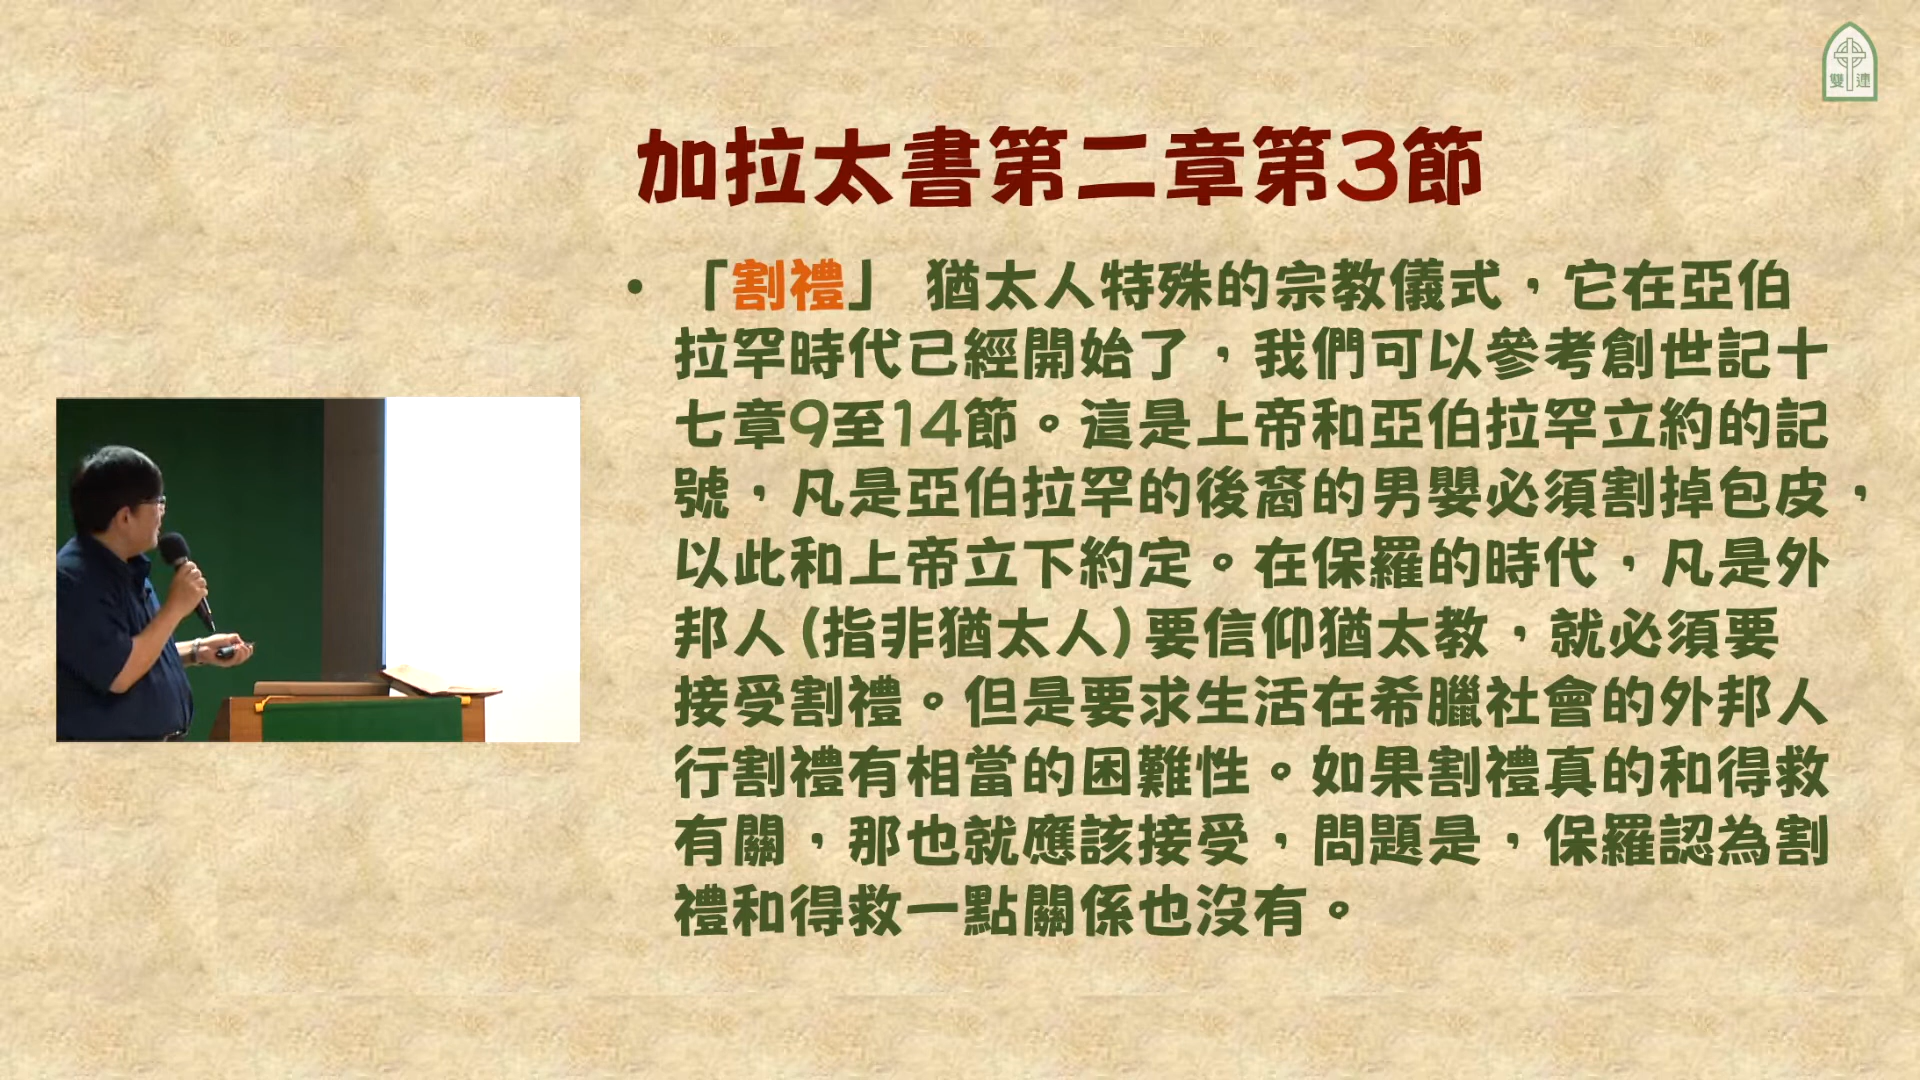 雙連
加拉太書第二章第3節
• 「割禮」 猶太人特殊的宗教儀式，它在亞伯
拉罕時代已經開始了，我們可以參考創世記十
七章9至14節。這是上帝和亞伯拉罕立約的記
號，凡是亞伯拉罕的後裔的男嬰必須割掉包皮，
以此和上帝立下約定。在保羅的時代，凡是外
邦人(指非猶太人)要信仰猶太教，就必須要
接受割禮。但是要求生活在希臘社會的外邦人
行割禮有相當的困難性。如果割禮真的和得救
有關，那也就應該接受，問題是，保羅認為割
禮和得救一點關係也沒有。